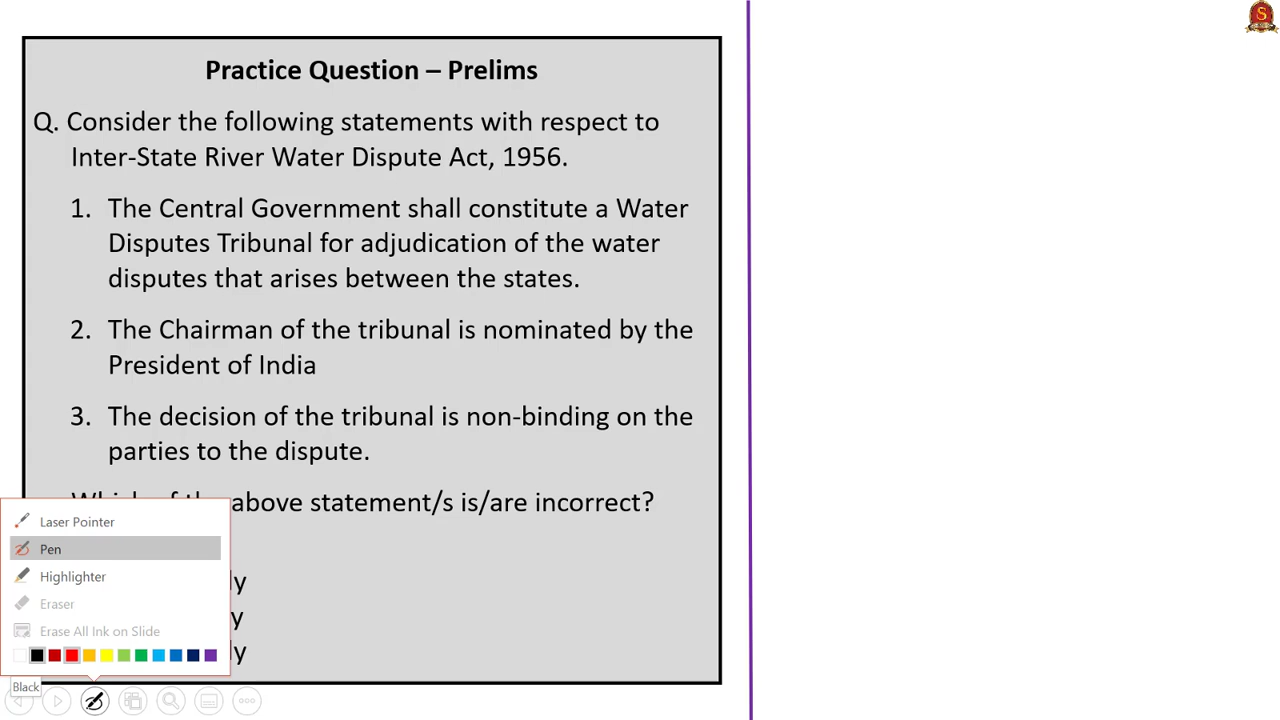 Practice Question – Prelims
Q. Consider the following statements with respect to
Inter-State River Water Dispute Act, 1956.
1. The Central Government shall constitute a Water
Disputes Tribunal for adjudication of the water
disputes that arises between the states.
2. The Chairman of the tribunal is nominated by the
President of India
3. The decision of the tribunal is non-binding on the
parties to the dispute.
above statement/s is/are incorrect?
Laser Pointer
Pen
Highlighter
Eraser
Erase All Ink on Slide
Black